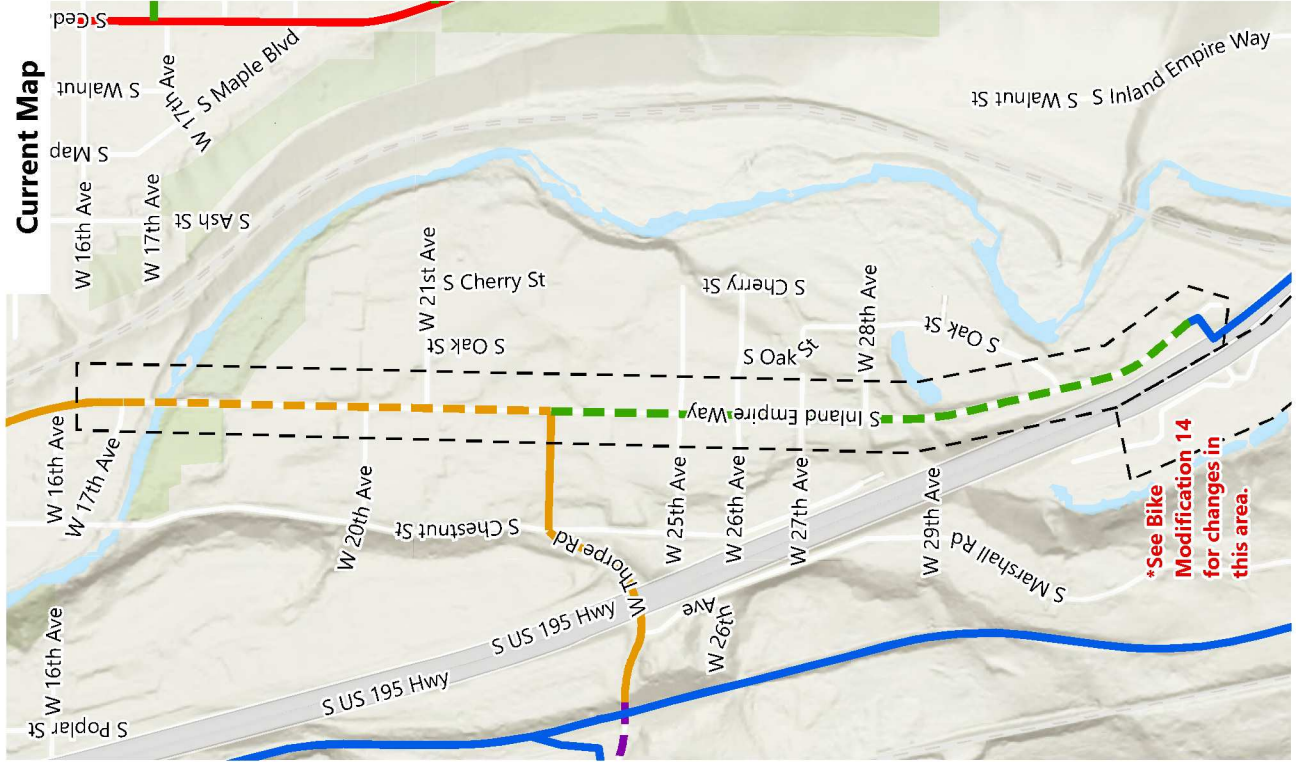 Current Map
S Ced
S Walnut
W 17th Ave
S Maple Blvd
W 17th
S Map
W 16th Ave
W 17th Ave
S Ash St
S Walnut St
S Inland Empire Way
W 21st Ave
S Cherry St
S Oak St
S Cherry St
S Oak St
W 28th Ave
S Oak St
S Inland Empire Way
W 16th Ave
W 17th Ave
W 20th Ave
S Chestnut St
W Thorpe Rd
W 25th Ave
W 26th Ave
W 27th Ave
W 29th Ave
S Marshall Rd
*See Bike
Modification 14
for changes in
this area.
S US 195 Hwy
W 26th
Ave
W 16th Ave
S US 195 Hwy
S Poplar St